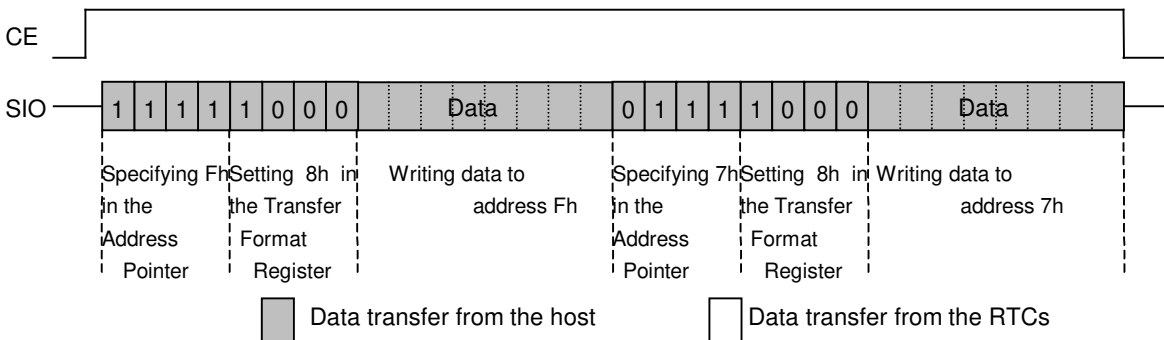 CE
SIO 1 1 1 1 1 0 0 0 Data 0 1 1 1 1 0 0 0 Data
Specifying Fh Setting 8h in Writing data to Specifying 7h Setting 8h in Writing data to
in the the Transfer address Fh in the the Transfer address 7h
Address Format Address Format
Pointer Register Pointer Register
Data transfer from the host Data transfer from the RTCs